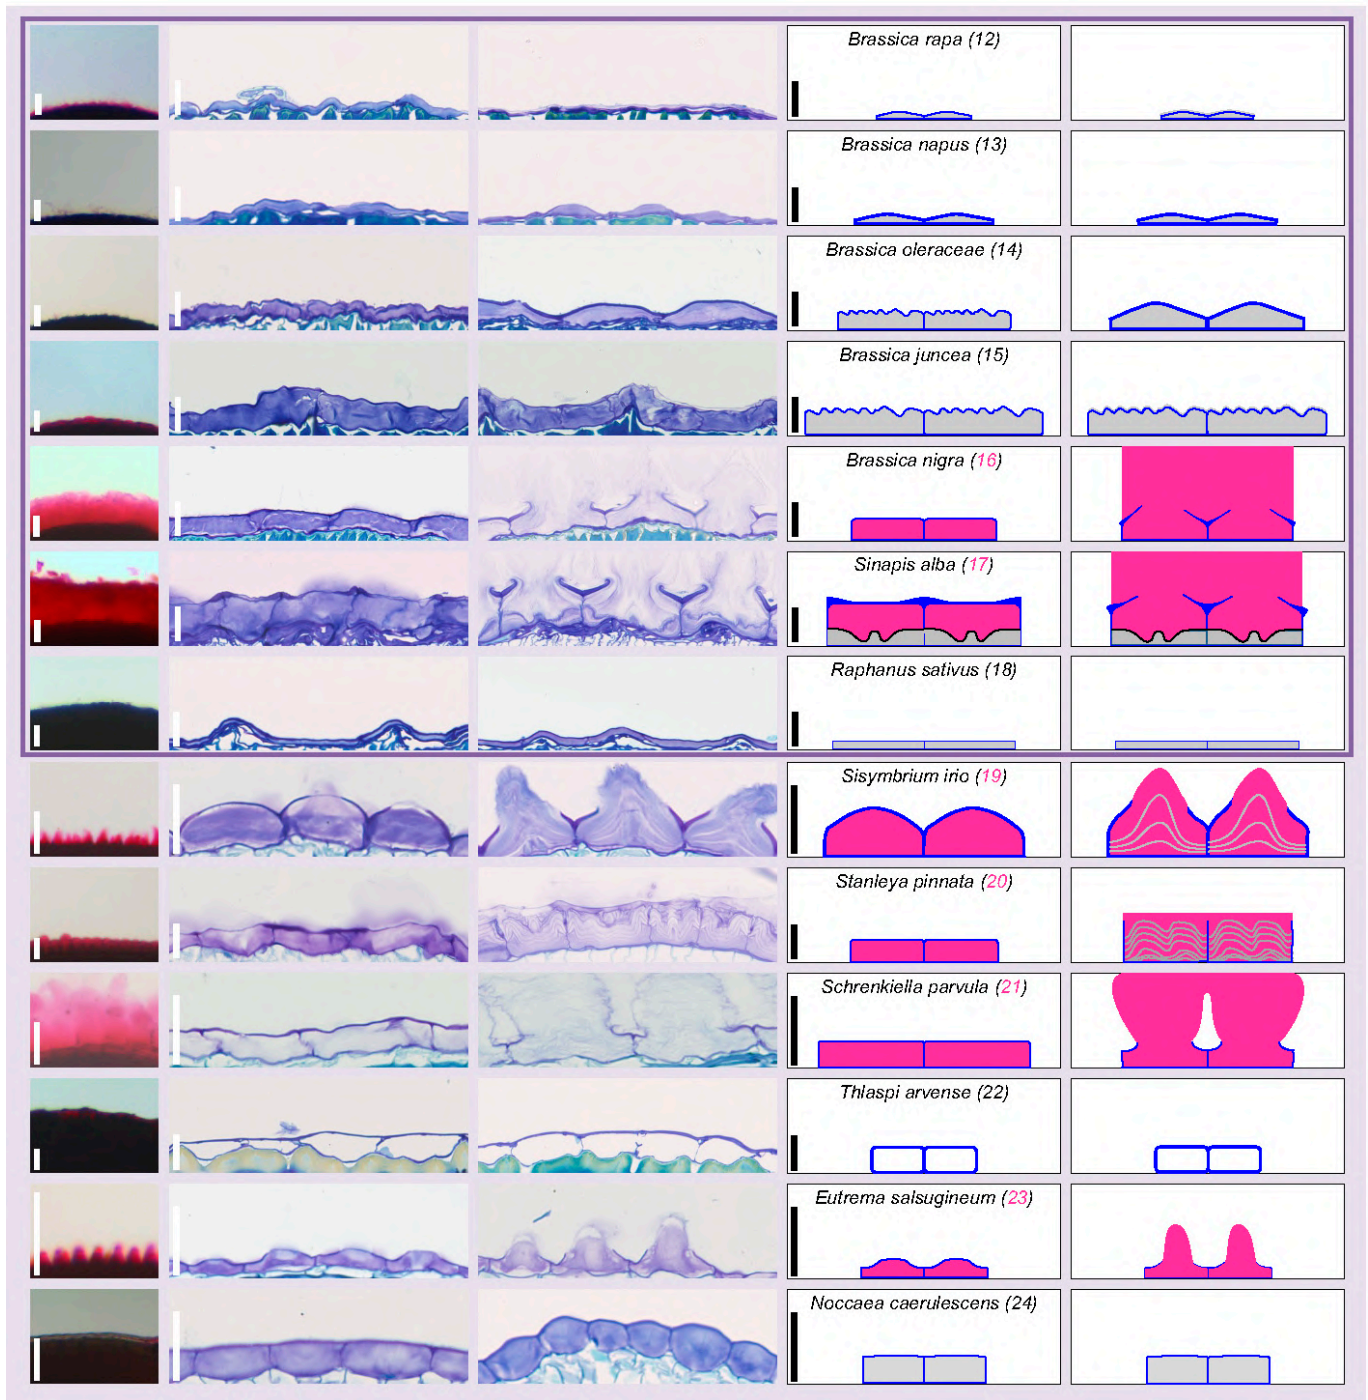 Brassica rapa (12)
Brassica napus (13)
Brassica oleraceae (14)
Brassica juncea (15)
Brassica nigra (16)
Sinapis alba (17)
Raphanus sativus (18)
Sisymbrium irio (19)
Stanleya pinnata (20)
Schrenkiella parvula (21)
Thlaspi arvense (22)
Eutrema salsugineum (23)
Noccaea caerulescens (24)